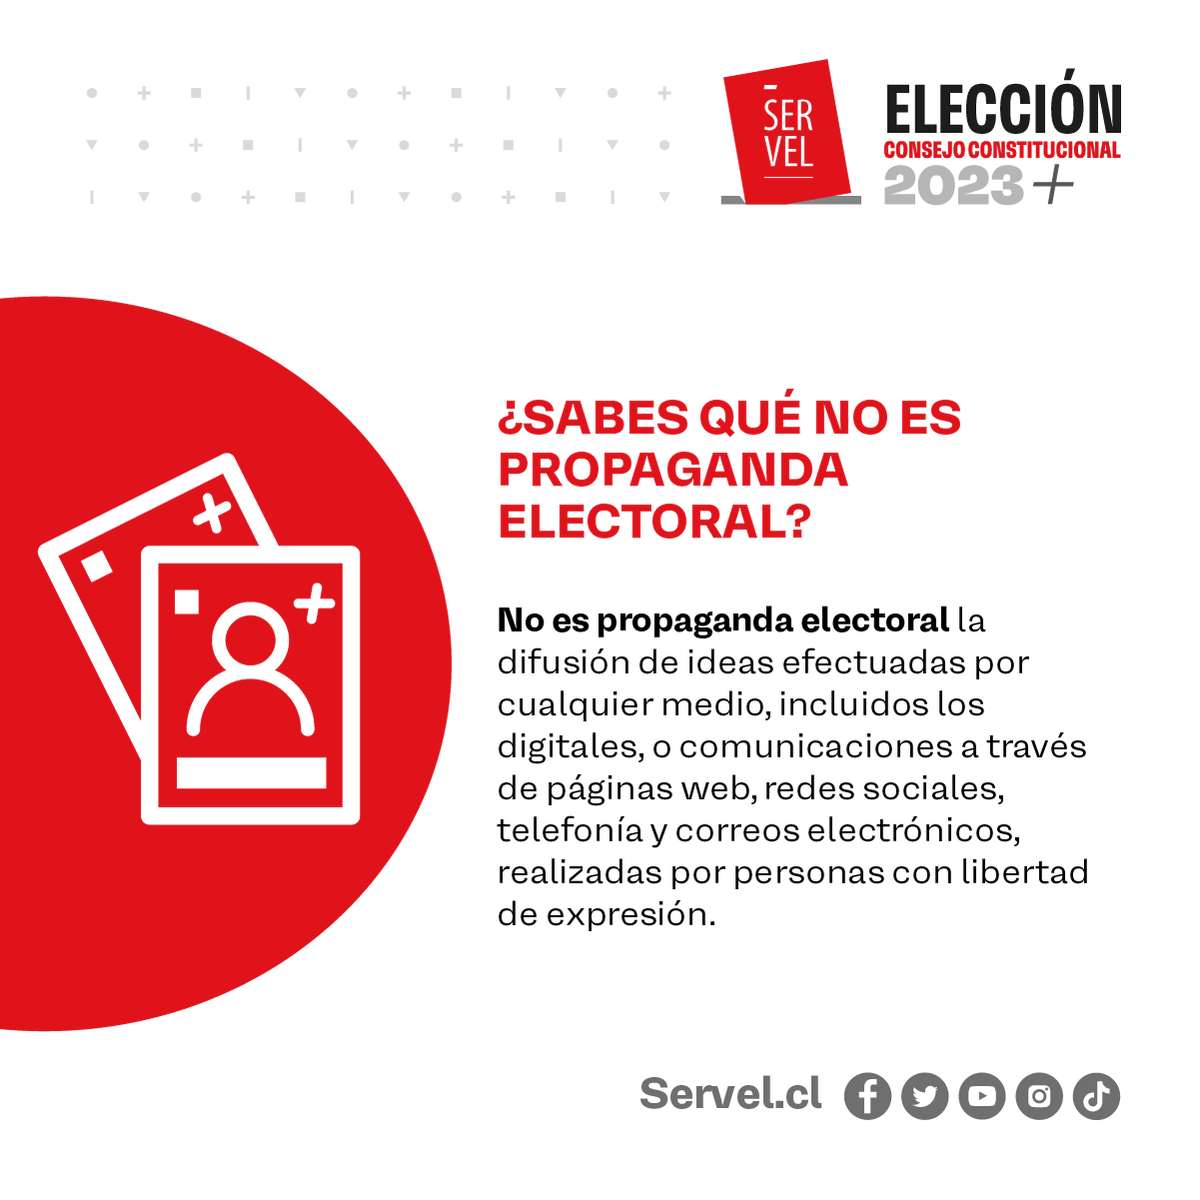 SER
VEL
ELECCIÓN
CONSEJO CONSTITUCIONAL
2023
¿SABES QUÉ NO ES
PROPAGANDA
ELECTORAL?
No es propaganda electoral la
difusión de ideas efectuadas por
cualquier medio, incluidos los
digitales, o comunicaciones a través
de páginas web, redes sociales,
telefonía y correos electrónicos,
realizadas por personas con libertad
de expresión.
Servel.cl